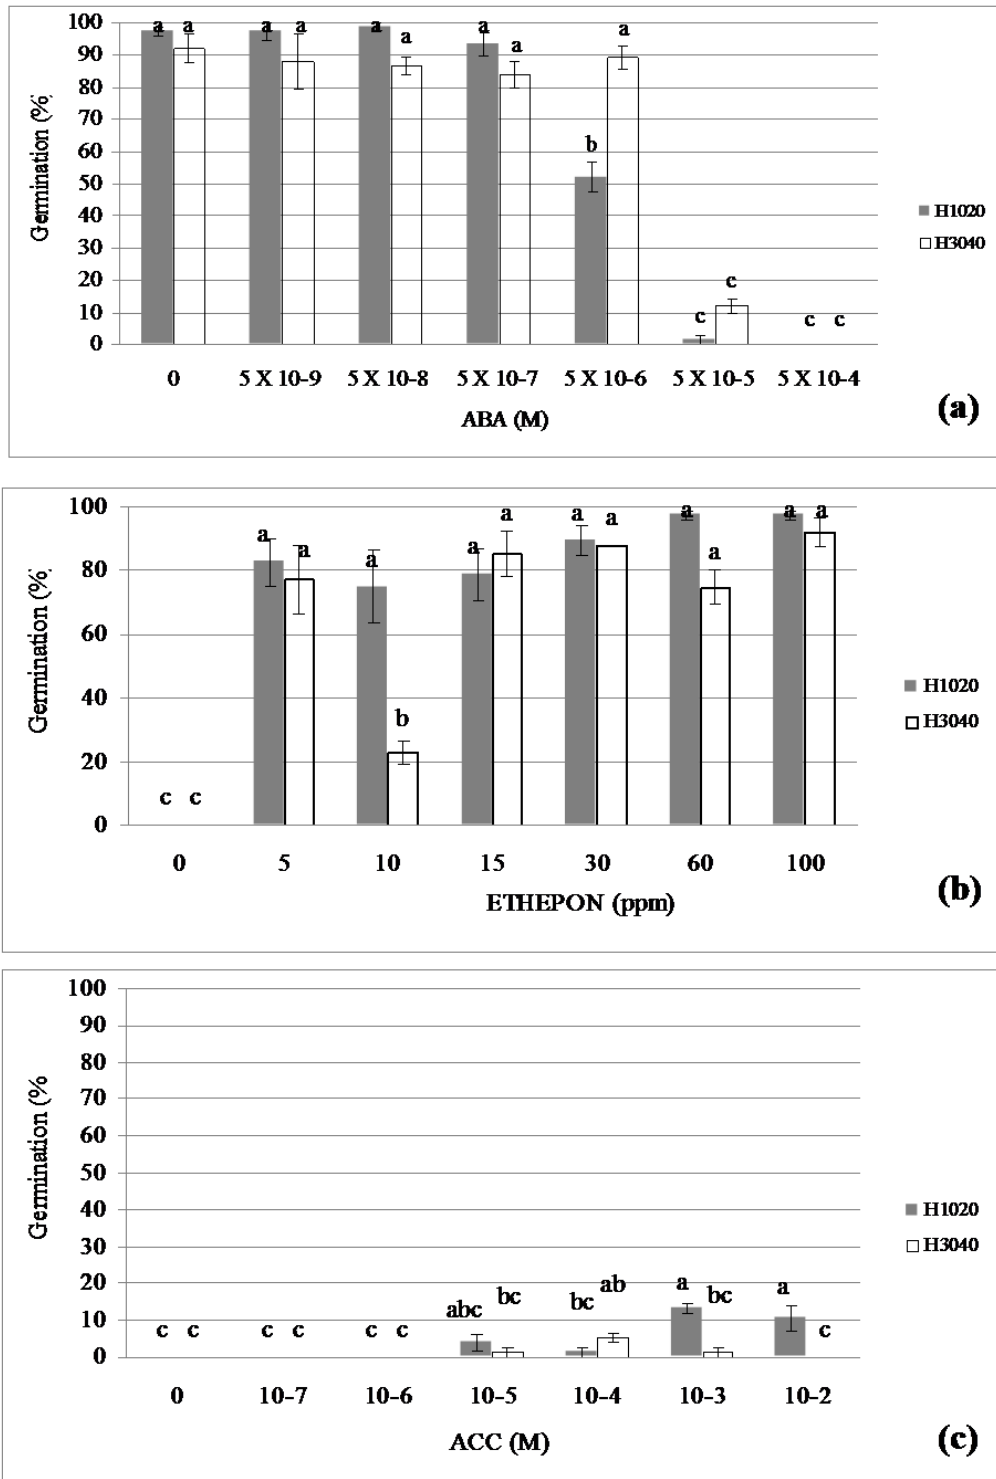 100
90
80
70
60
50
40
30
20
10
0
Germination (%
a a a a a a a a b a c c c c
0 5 X 10-9 5 X 10-8 5 X 10-7 5 X 10-6 5 X 10-5 5 X 10-4
ABA (M)
H1020
H3040
(a)
100
80
60
40
20
0
Germination (%
c c a a a b a a a a a a a a
0 5 10 15 30 60 100
ETHEPON (ppm)
H1020
H3040
(b)
100
90
80
70
60
50
40
30
20
10
0
Germination (%
c c c c c c abc bc bc ab a bc a c
0 10-7 10-6 10-5 10-4 10-3 10-2
ACC (M)
H1020
H3040
(c)